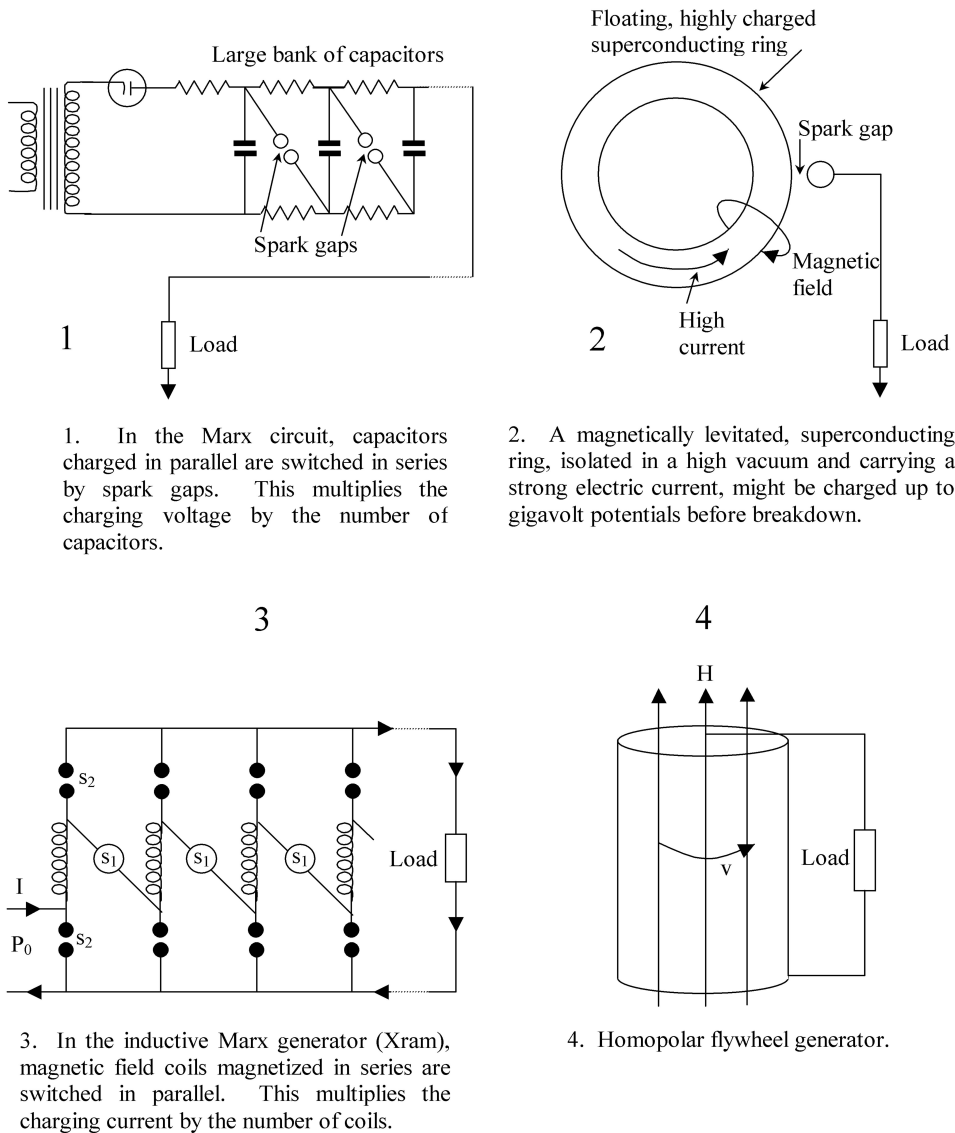 Large bank of capacitors
Spark gaps
Load
1
1. In the Marx circuit, capacitors
charged in parallel are switched in series
by spark gaps. This multiplies the
charging voltage by the number of
capacitors.
Floating, highly charged
superconducting ring
Spark gap
Magnetic
field
High
current
Load
2
2. A magnetically levitated, superconducting
ring, isolated in a high vacuum and carrying a
strong electric current, might be charged up to
gigavolt potentials before breakdown.
3
s2
s1
s1
s1
Load
I
P0
s2
3. In the inductive Marx generator (Xram),
magnetic field coils magnetized in series are
switched in parallel. This multiplies the
charging current by the number of coils.
4
H
Load
v
4. Homopolar flywheel generator.